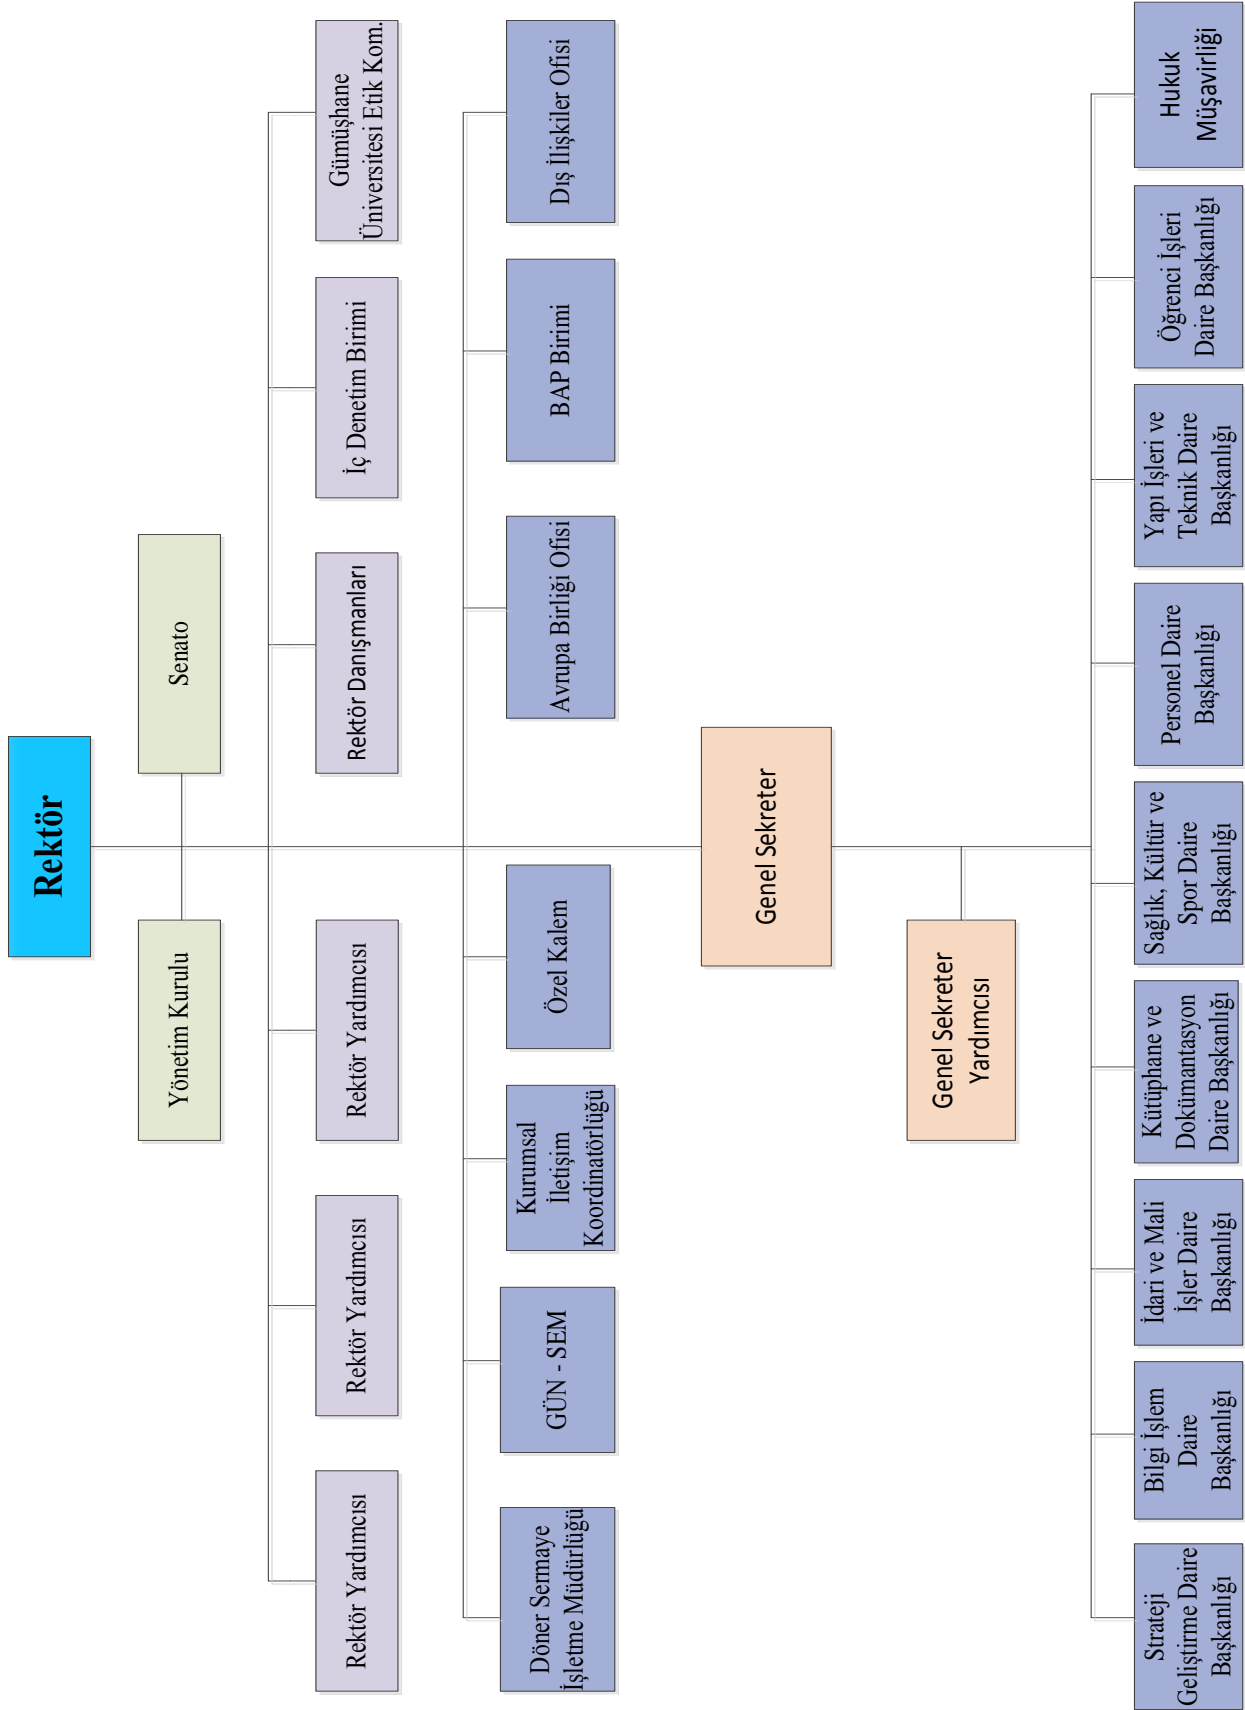 Rektör
Yönetim Kurulu
Senato
Rektör Yardımcısı
Rektör Yardımcısı
Rektör Yardımcısı
Rektör Danışmanları
İç Denetim Birimi
Gümüşhane
Üniversitesi Etik Kom.
Döner Sermaye
İşletme Müdürlüğü
GÜN - SEM
Kurumsal
İletişim
Koordinatörlüğü
Özel Kalem
Avrupa Birliği Ofisi
BAP Birimi
Dış İlişkiler Ofisi
Genel Sekreter
Genel Sekreter
Yardımcısı
Strateji
Geliştirme Daire
Başkanlığı
Bilgi İşlem
Daire
Başkanlığı
İdari ve Mali
İşler Daire
Başkanlığı
Kütüphane ve
Dokümantasyon
Daire Başkanlığı
Sağlık, Kültür ve
Spor Daire
Başkanlığı
Personel Daire
Başkanlığı
Yapı İşleri ve
Teknik Daire
Başkanlığı
Öğrenci İşleri
Daire Başkanlığı
Hukuk
Müşavirliği